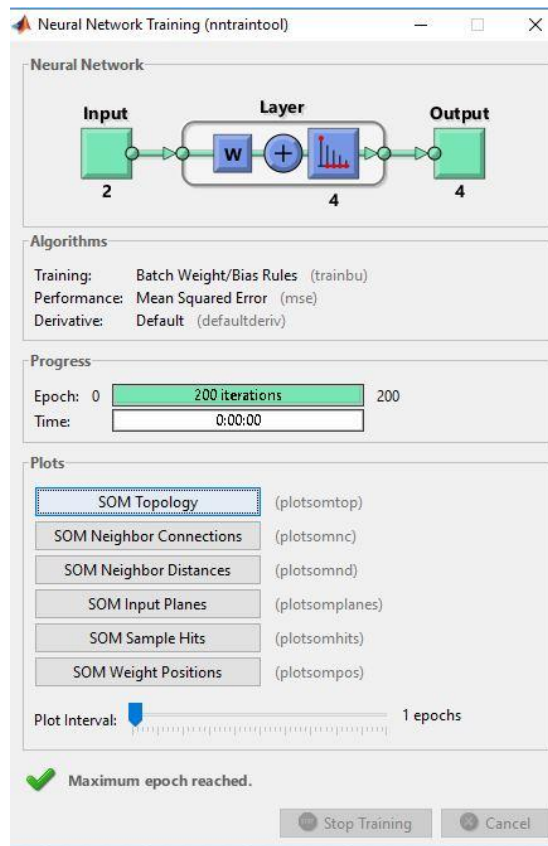 Neural Network Training (nntraintool)
Neural Network
Input
Layer
Output
W
+
2
4
4
Algorithms
Training: Batch Weight/Bias Rules (trainbu)
Performance: Mean Squared Error (mse)
Derivative: Default (defaultderiv)
Progress
Epoch: 0 200 iterations 200
Time: 0:00:00
Plots
SOM Topology (plotsomtop)
SOM Neighbor Connections (plotsomnc)
SOM Neighbor Distances (plotsomnd)
SOM Input Planes (plotsomplanes)
SOM Sample Hits (plotsomhits)
SOM Weight Positions (plotsompos)
Plot Interval: 1 epochs
Maximum epoch reached.
Stop Training Cancel